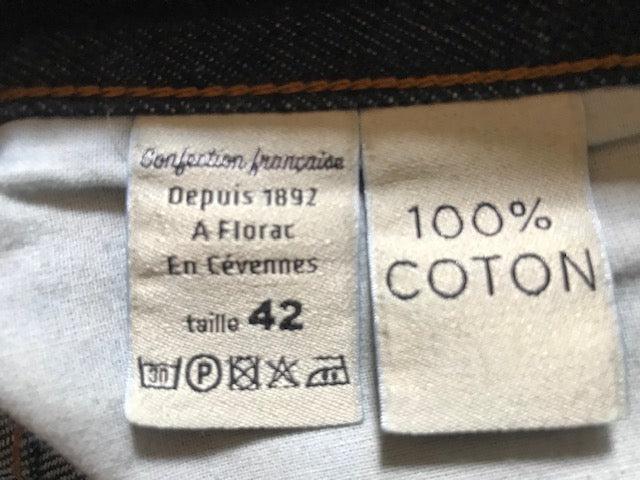 Confection française
Depuis 1892
A Florac
En Cévennes
taille 42
30 P
100%
COTON